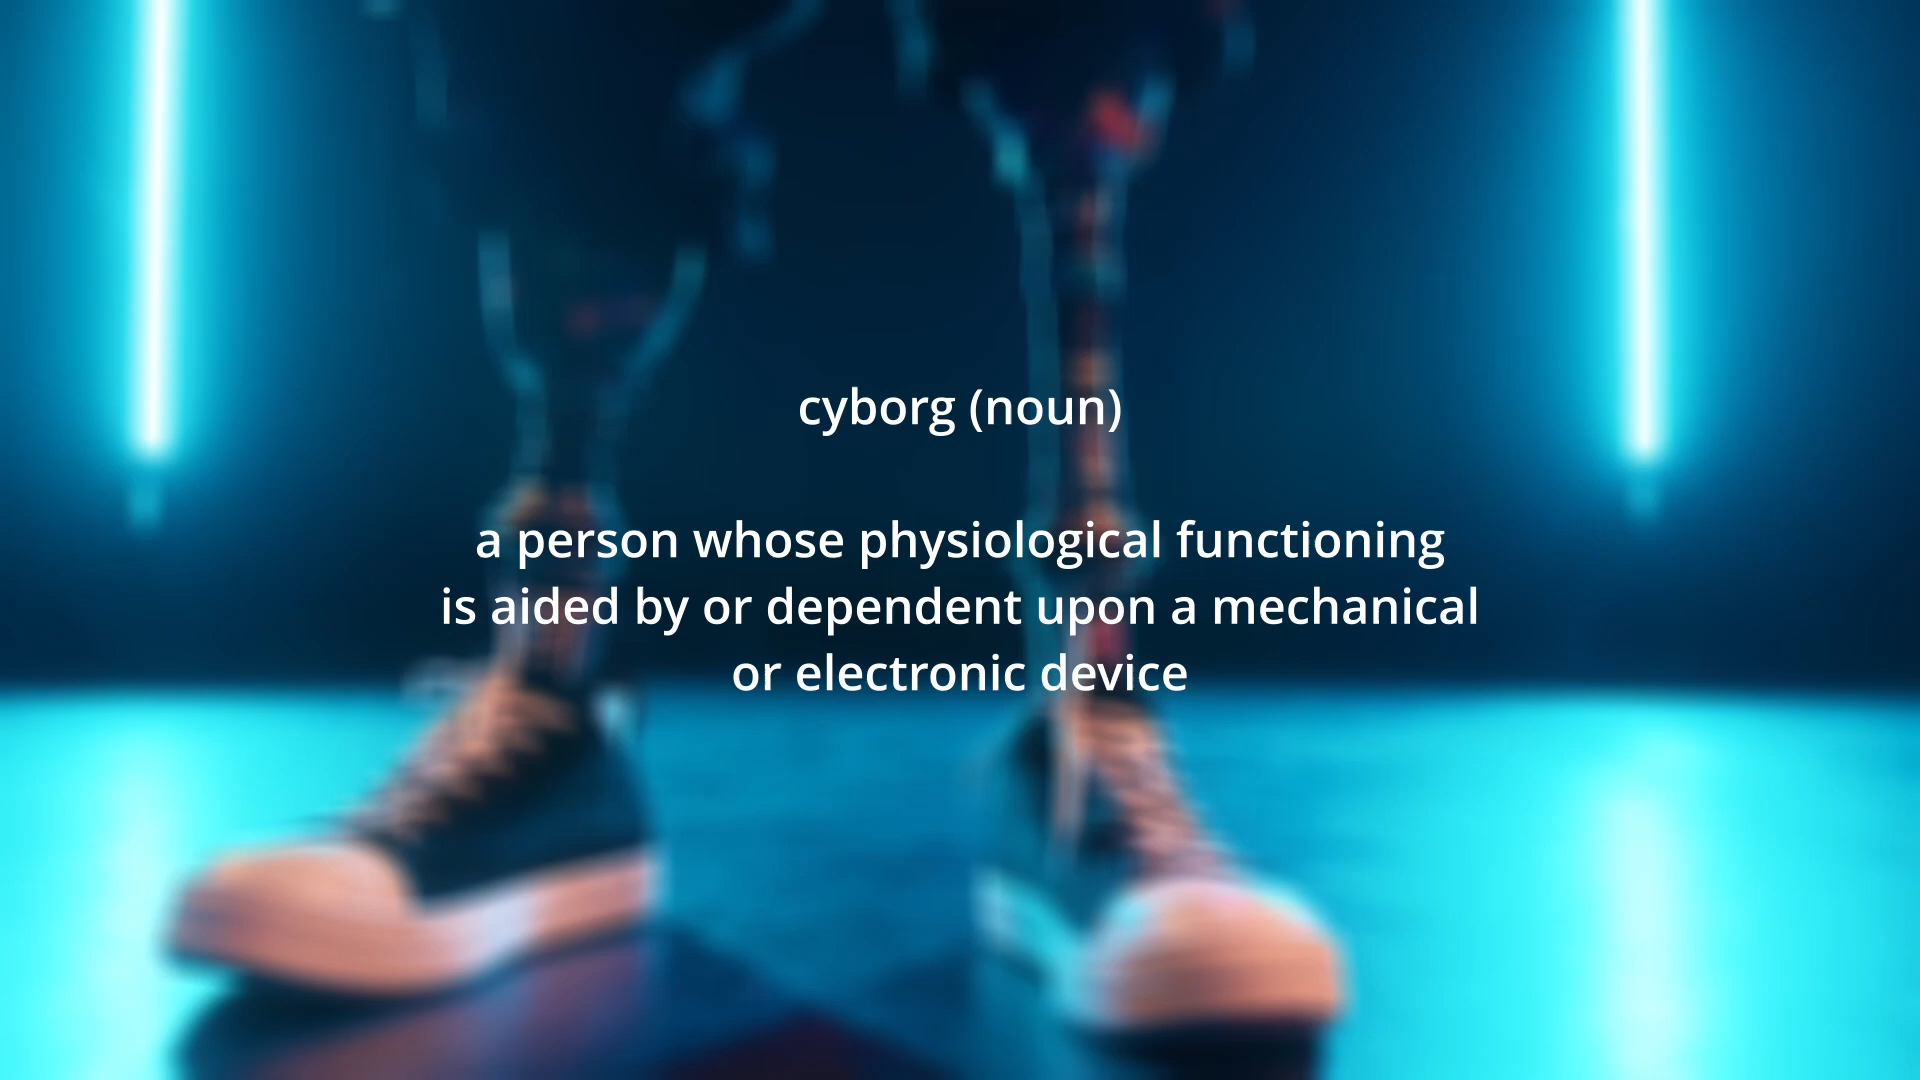 cyborg (noun)
a person whose physiological functioning
is aided by or dependent upon a mechanical
or electronic device